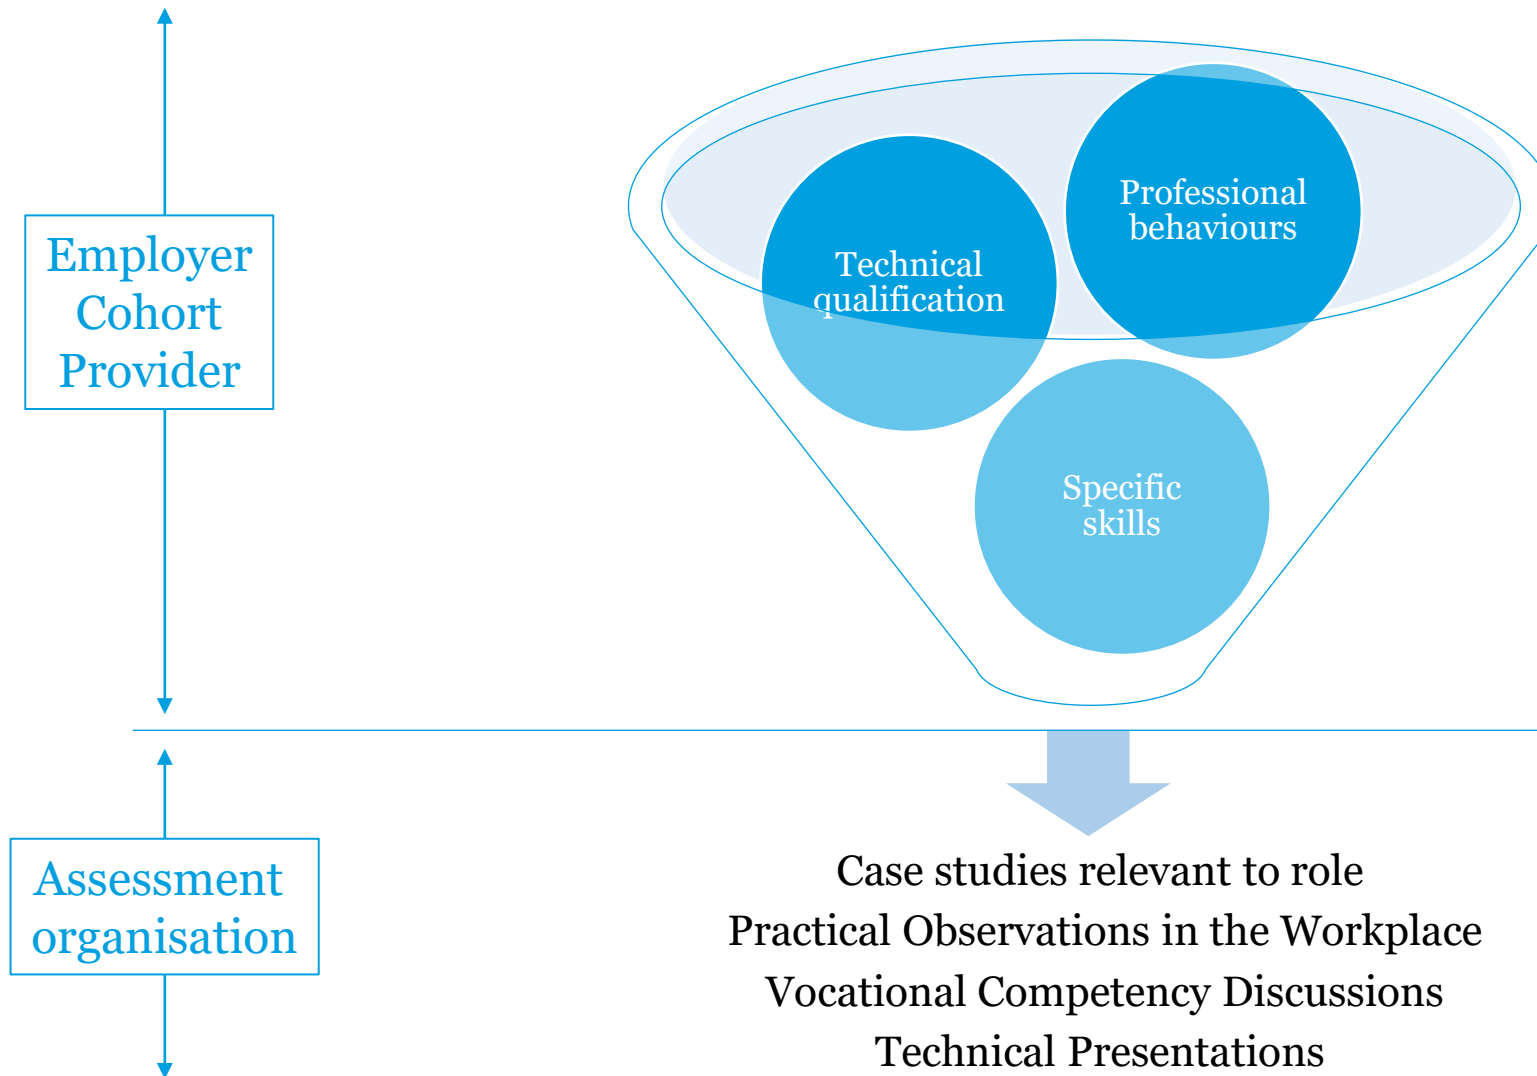 Employer
Cohort
Provider
Professional
behaviours
Technical
qualification
Specific
skills
Assessment
organisation
Case studies relevant to role
Practical Observations in the Workplace
Vocational Competency Discussions
Technical Presentations